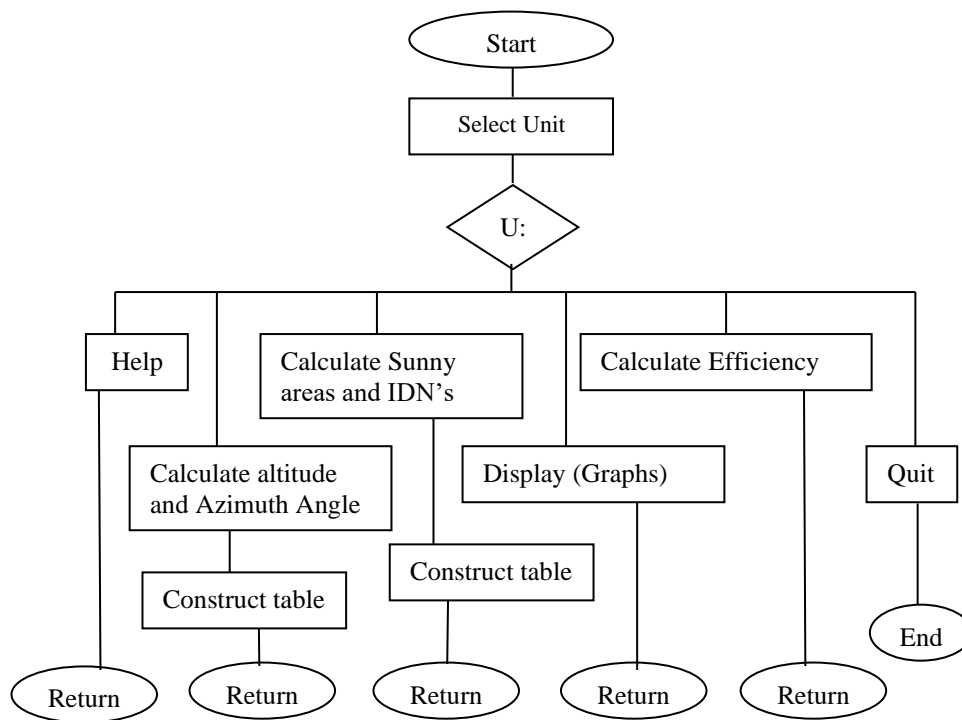 Start
Select Unit
U:
Help
Calculate Sunny
areas and IDN’s
Calculate Efficiency
Calculate altitude
and Azimuth Angle
Display (Graphs)
Quit
Construct table
Construct table
End
Return
Return
Return
Return
Return